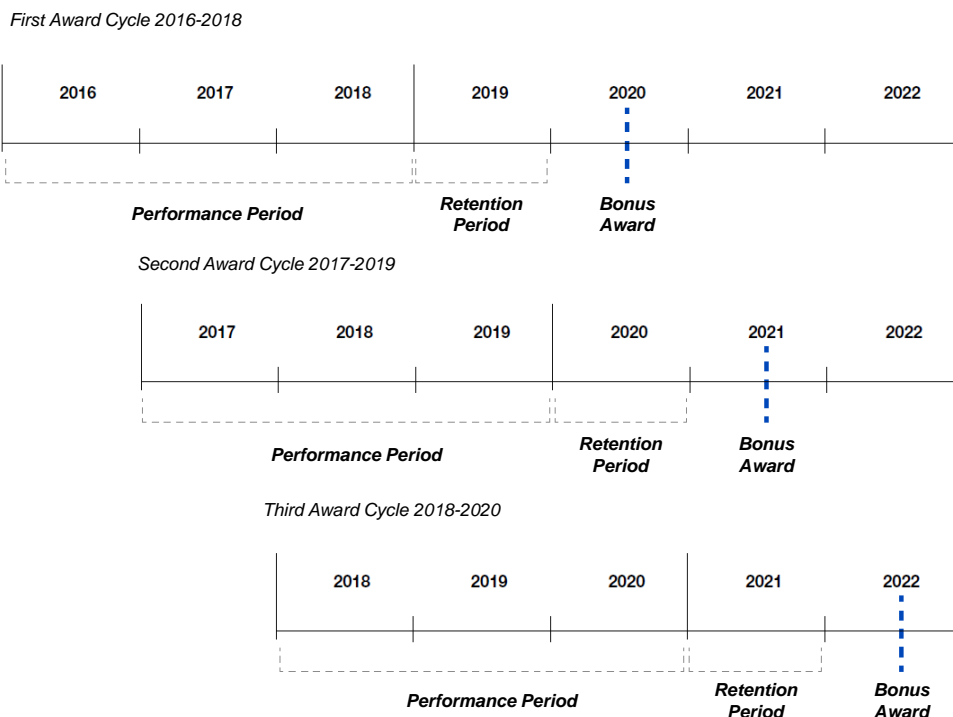 First Award Cycle 2016-2018
2016 2017 2018 2019 2020 2021 2022
Performance Period
Retention
Period
Bonus
Award
Second Award Cycle 2017-2019
2017 2018 2019 2020 2021 2022
Performance Period
Retention
Period
Bonus
Award
Third Award Cycle 2018-2020
2018 2019 2020 2021 2022
Performance Period
Retention
Period
Bonus
Award